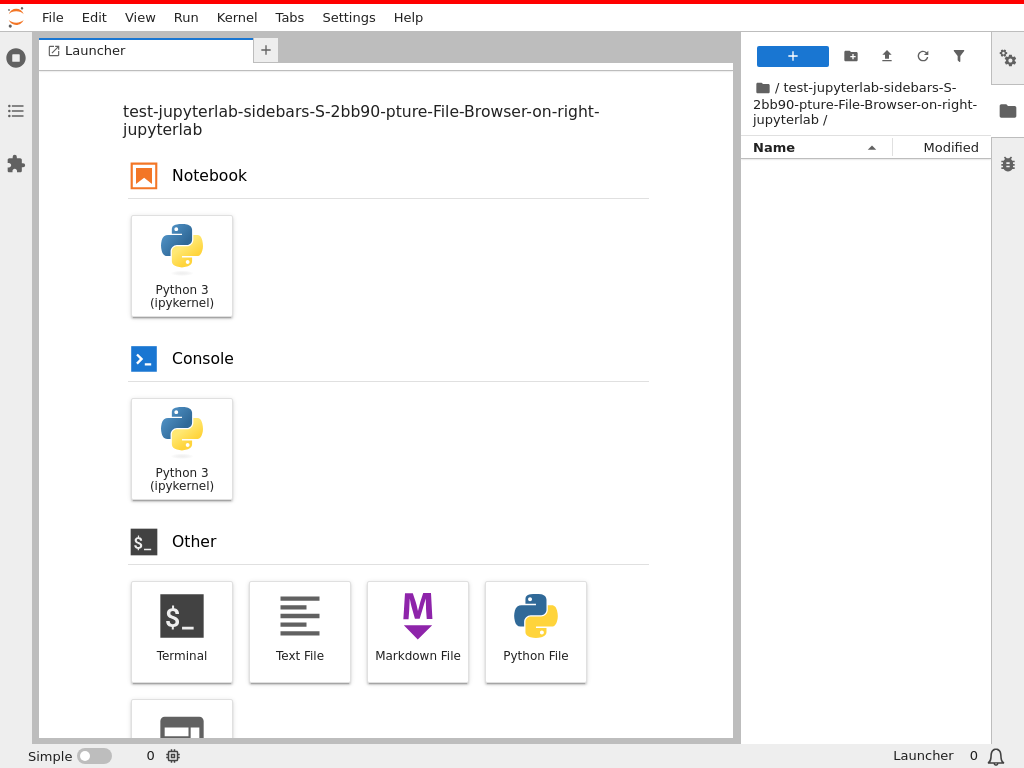 File Edit View Run Kernel Tabs Settings Help
Launcher
+
test-jupyterlab-sidebars-S-2bb90-pture-File-Browser-on-right-
jupyterlab
Notebook
Python 3
(ipykernel)
Console
Python 3
(ipykernel)
Other
$_ Terminal
Text File
M Markdown File
Python File
+
/ test-jupyterlab-sidebars-S-
2bb90-pture-File-Browser-on-right-
jupyterlab /
Name Modified
Simple 0
Launcher 0